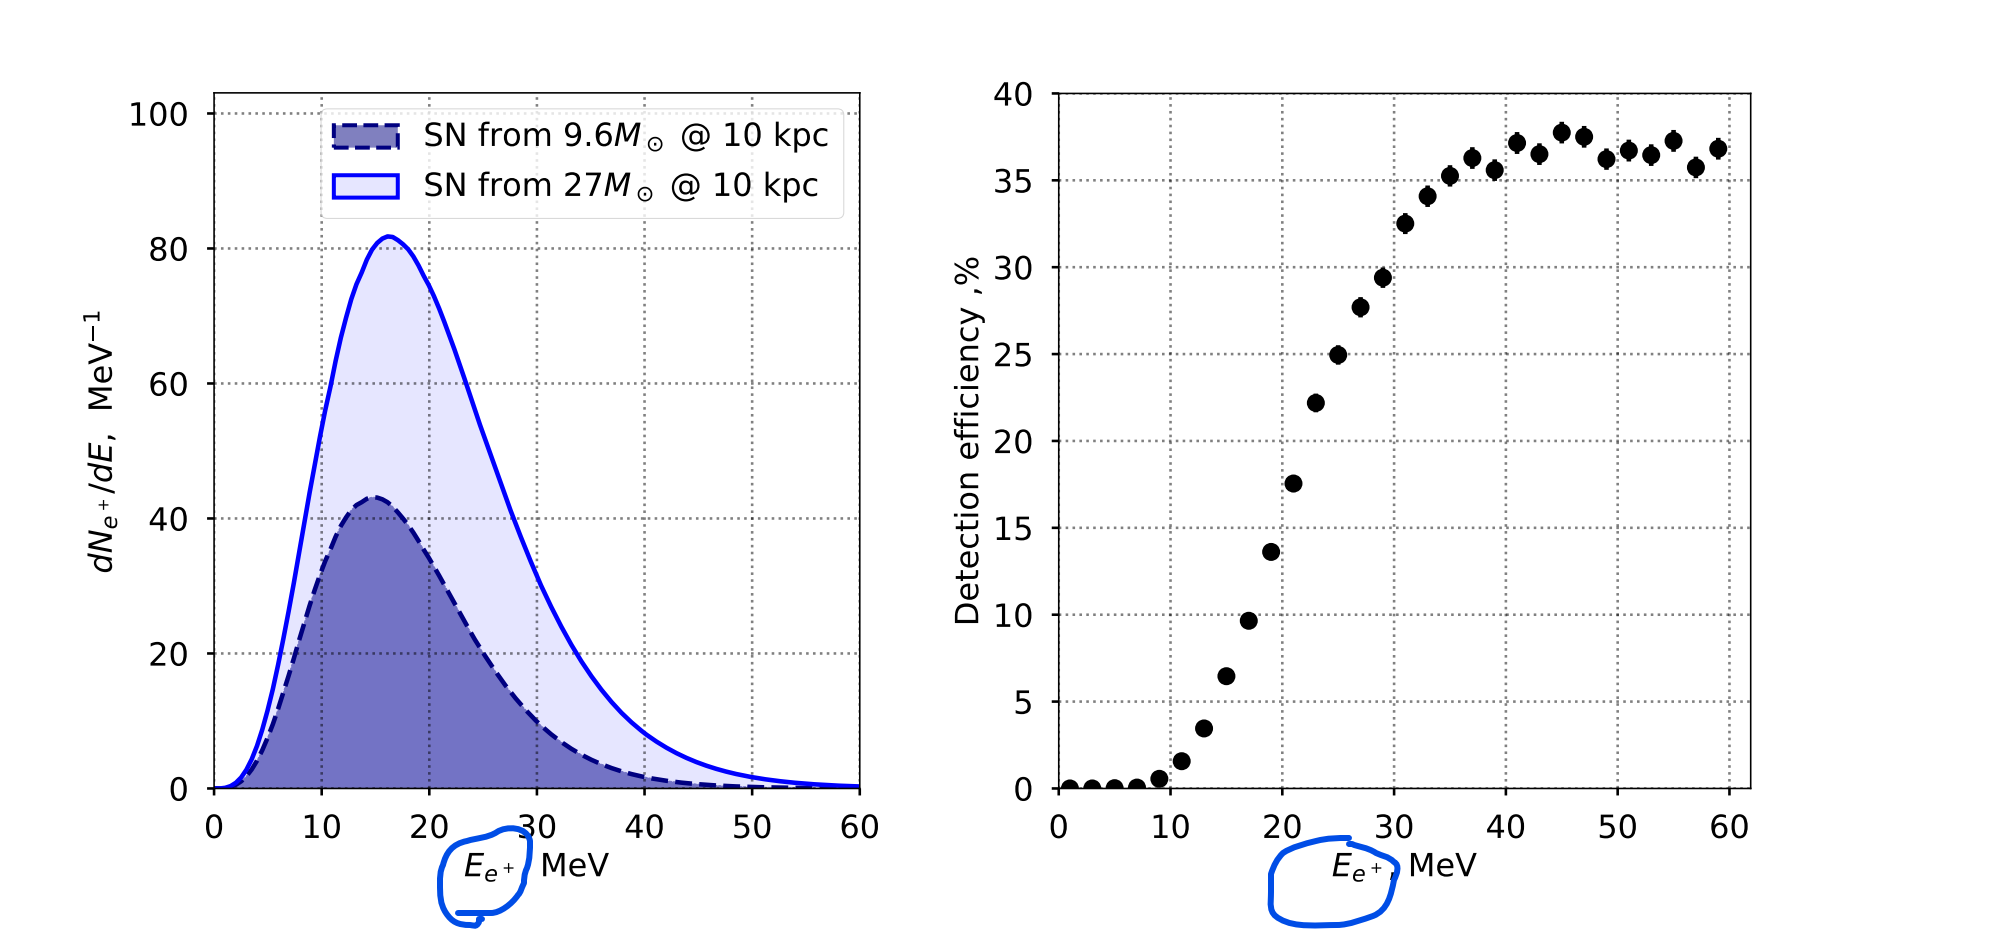 100
80
60
40
20
0
dN_{e^+}/dE, MeV^{−1}
SN from 9.6M_⊙ @ 10 kpc
SN from 27M_⊙ @ 10 kpc
0 10 20 30 40 50 60
E_{e^+} MeV
40
35
30
25
20
15
10
5
0
Detection efficiency ,%
0 10 20 30 40 50 60
E_{e^+}, MeV